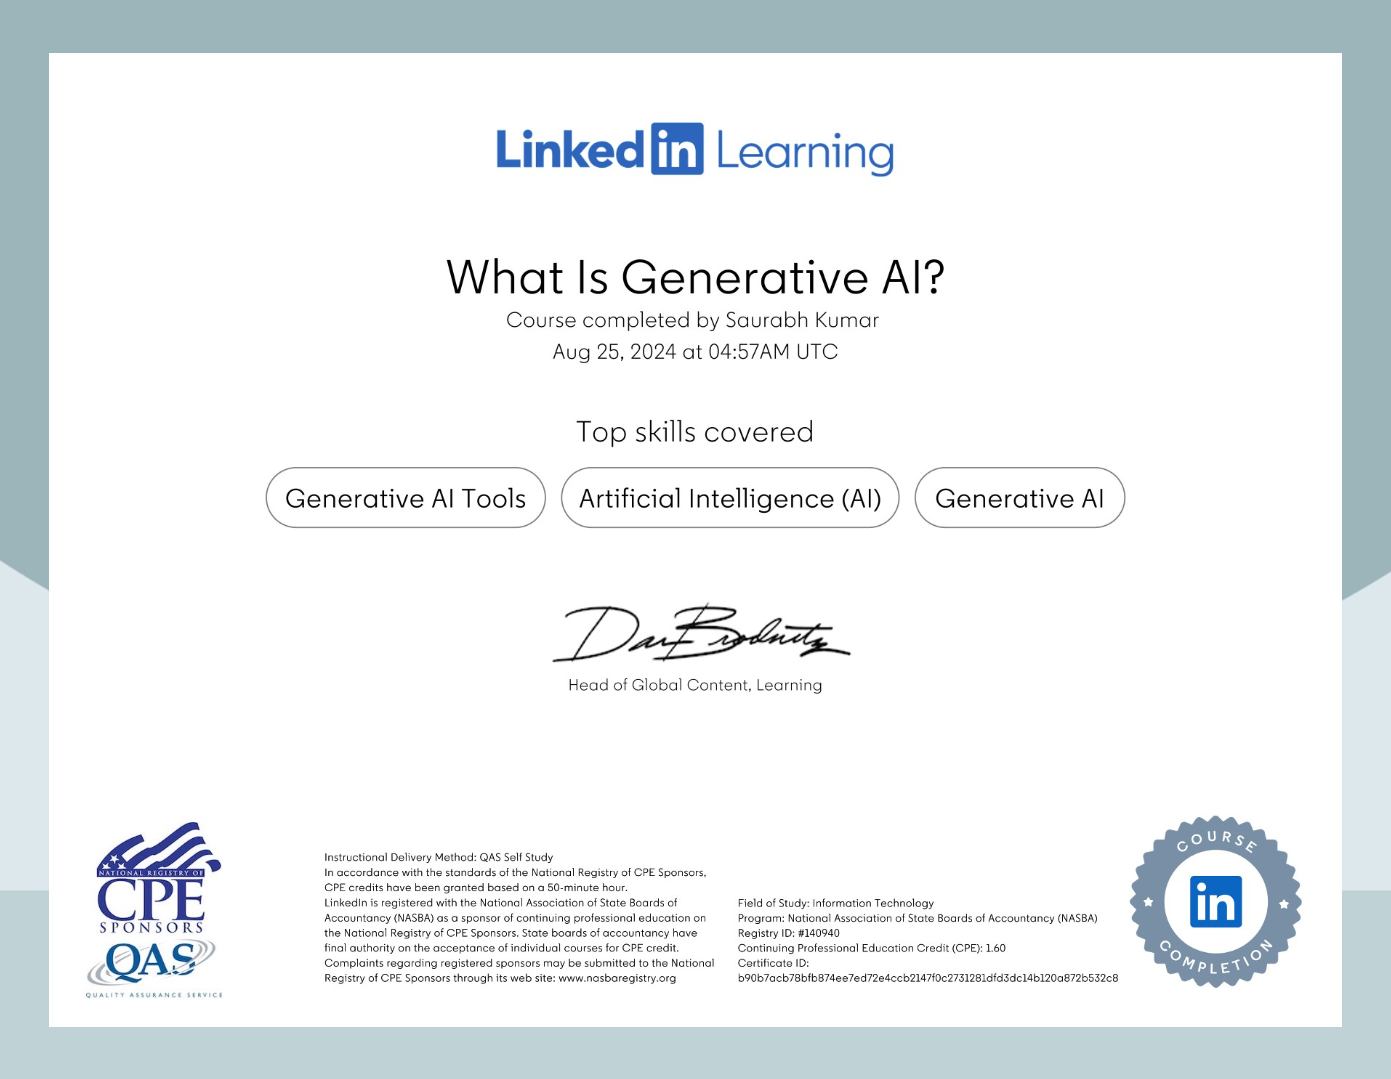 LinkedIn Learning
What Is Generative AI?
Course completed by Saurabh Kumar
Aug 25, 2024 at 04:57AM UTC
Top skills covered
Generative AI Tools
Artificial Intelligence (AI)
Generative AI
Dan Brodnitz
Head of Global Content, Learning
NATIONAL REGISTRY OF
CPE
SPONSORS
QAS
QUALITY ASSURANCE SERVICE
Instructional Delivery Method: QAS Self Study
In accordance with the standards of the National Registry of CPE Sponsors,
CPE credits have been granted based on a 50-minute hour.
LinkedIn is registered with the National Association of State Boards of
Accountancy (NASBA) as a sponsor of continuing professional education on
the National Registry of CPE Sponsors. State boards of accountancy have
final authority on the acceptance of individual courses for CPE credit.
Complaints regarding registered sponsors may be submitted to the National
Registry of CPE Sponsors through its web site: www.nasbaregistry.org
Field of Study: Information Technology
Program: National Association of State Boards of Accountancy (NASBA)
Registry ID: #140940
Continuing Professional Education Credit (CPE): 1.60
Certificate ID:
b90b7acb78bfb874ee7ed72e4ccb2147f0c2731281dfd3dc14b120a872b532c8
COURSE
in
COMPLETION